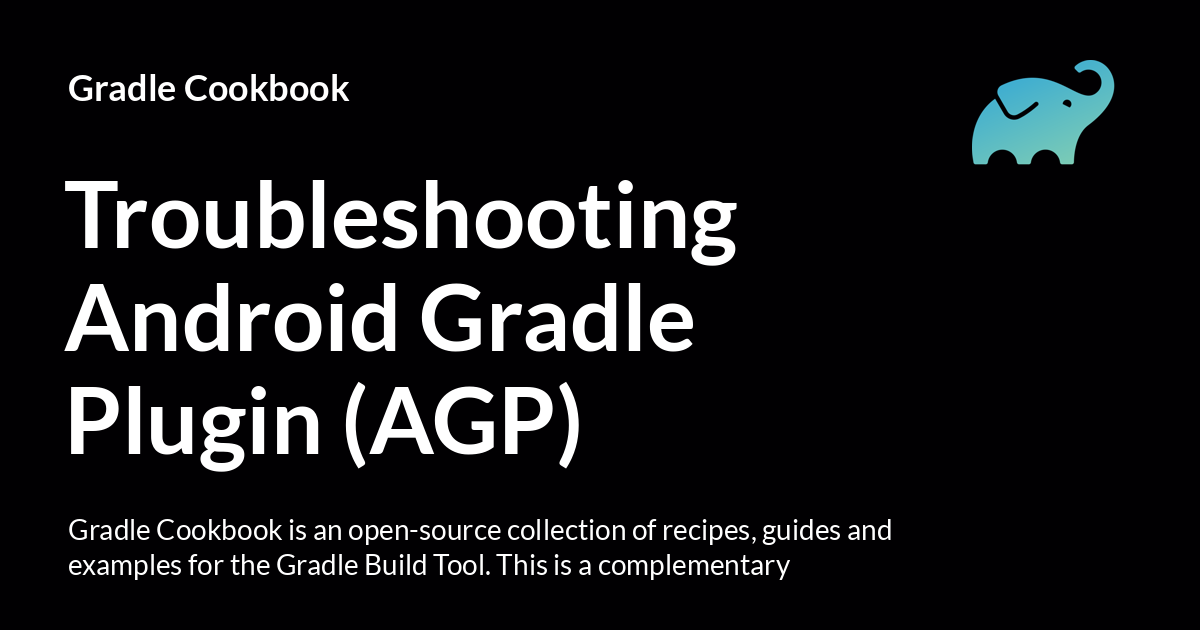 Gradle Cookbook
Troubleshooting
Android Gradle
Plugin (AGP)
Gradle Cookbook is an open-source collection of recipes, guides and
examples for the Gradle Build Tool. This is a complementary